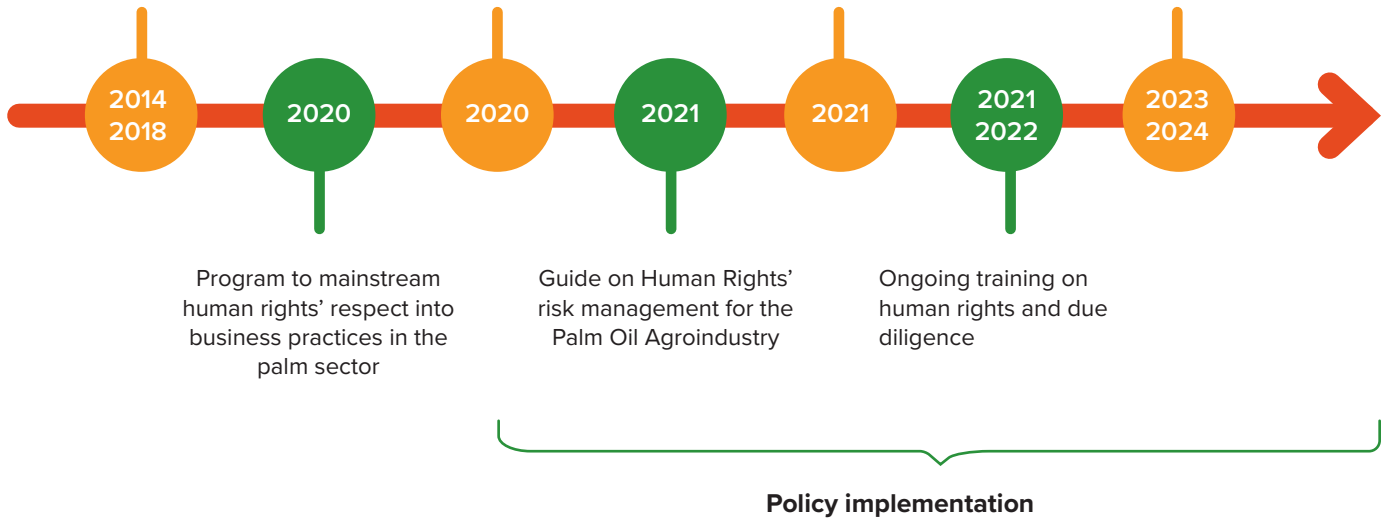 2014
2018
2020
2020
2021
2021
2021
2022
2023
2024
Program to mainstream
human rights’ respect into
business practices in the
palm sector
Guide on Human Rights’
risk management for the
Palm Oil Agroindustry
Ongoing training on
human rights and due
diligence
Policy implementation